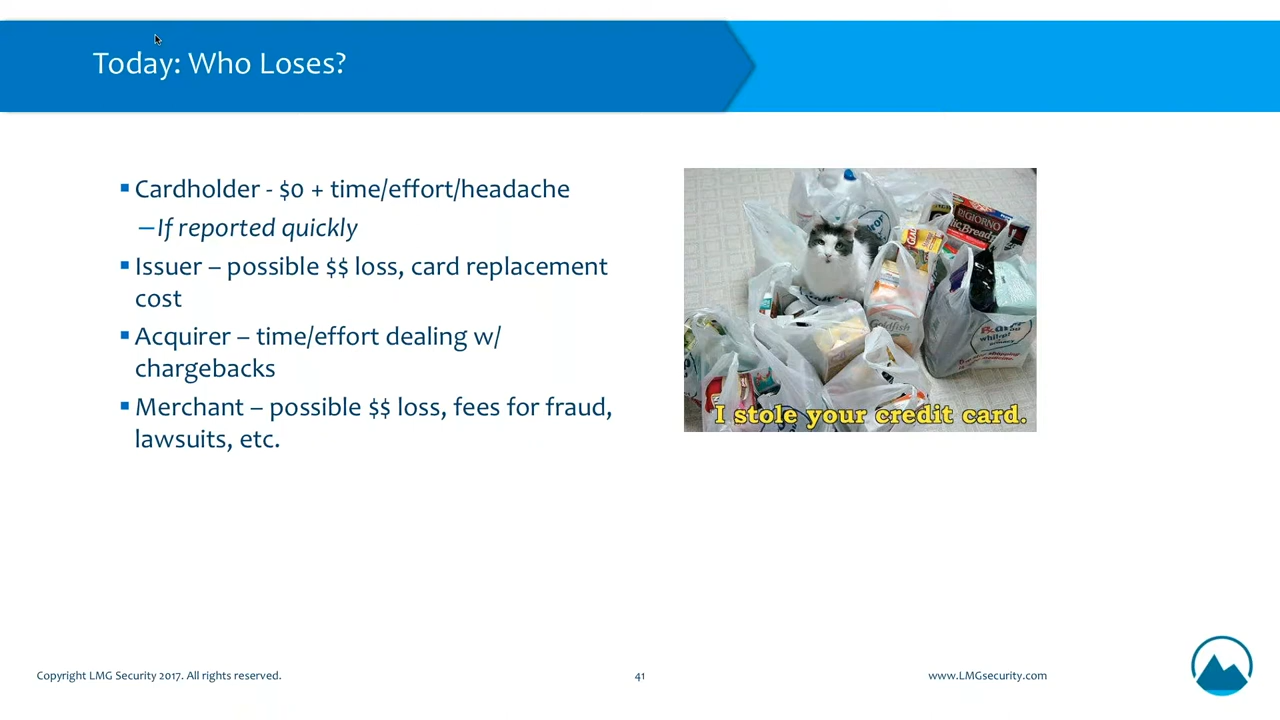 Today: Who Loses?
Cardholder - $0 + time/effort/headache
–If reported quickly
Issuer – possible $$ loss, card replacement
cost
Acquirer – time/effort dealing w/
chargebacks
Merchant – possible $$ loss, fees for fraud,
lawsuits, etc.
DIGIORNO
Goldfish
I stole your credit card.
Copyright LMG Security 2017. All rights reserved.
41
www.LMGsecurity.com